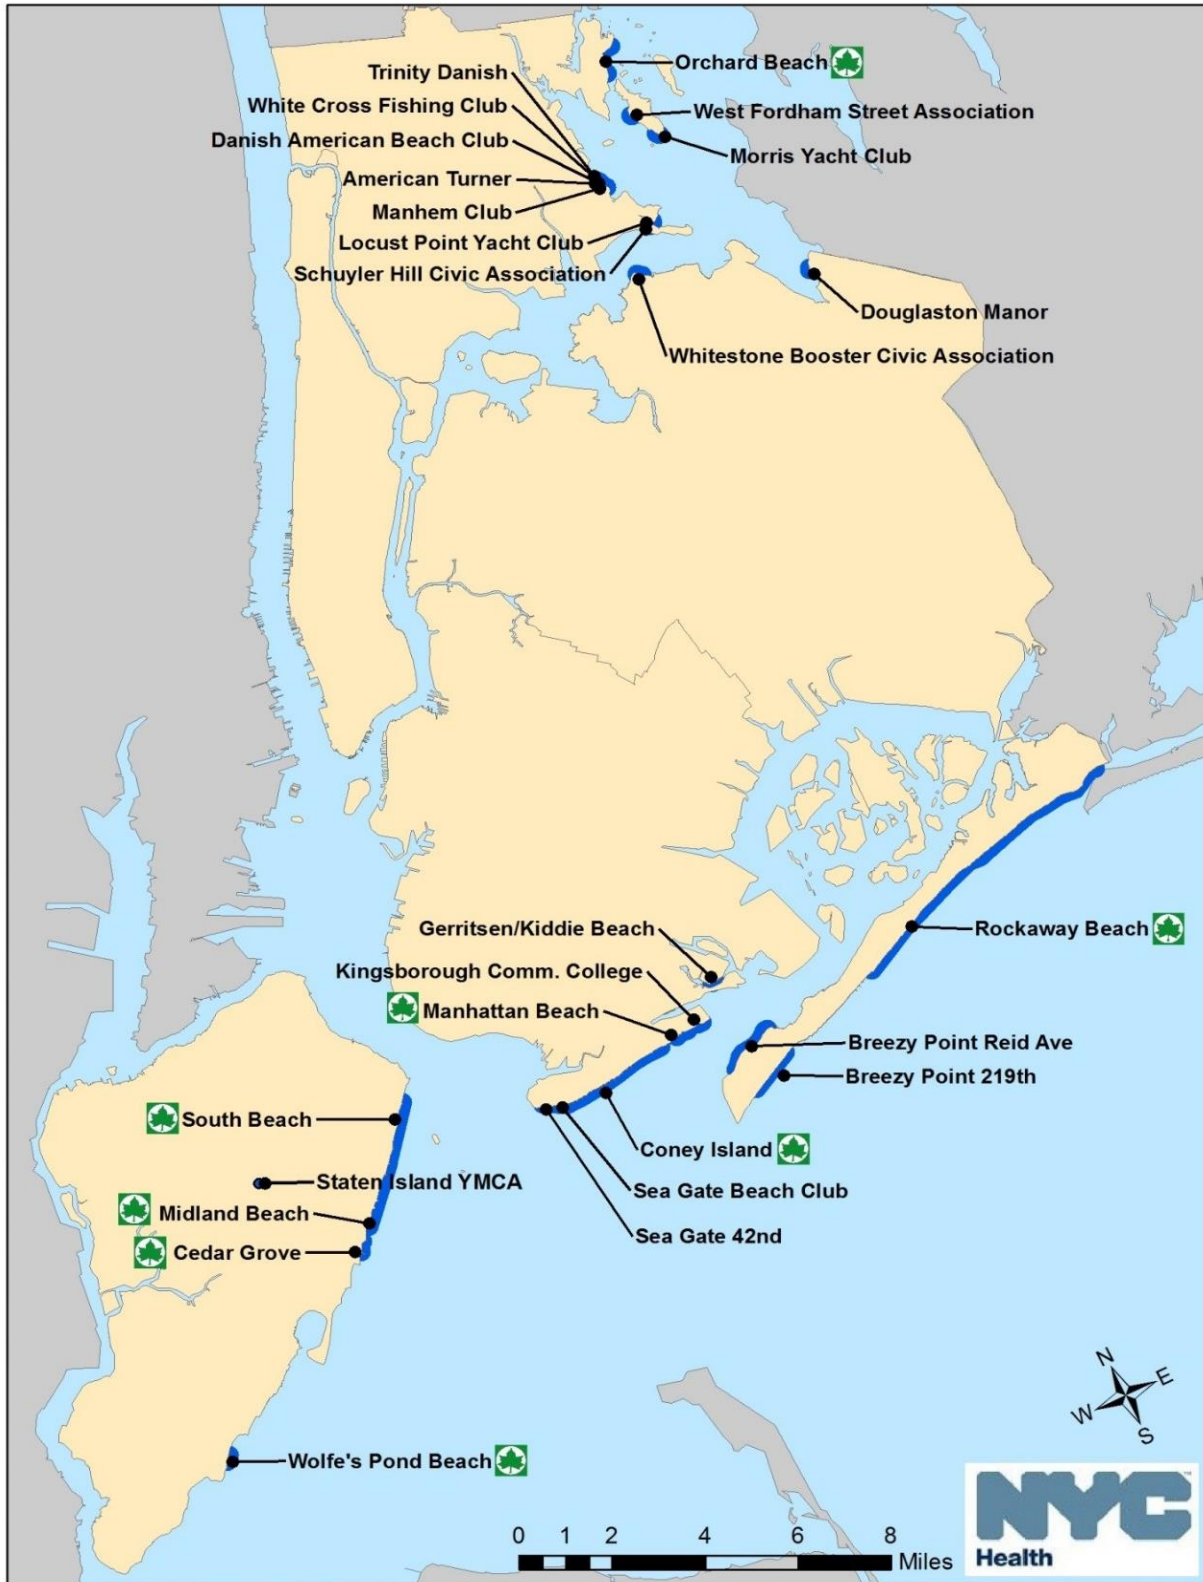 Orchard Beach
Trinity Danish
White Cross Fishing Club
West Fordham Street Association
Danish American Beach Club
Morris Yacht Club
American Turner
Manhem Club
Locust Point Yacht Club
Schuyler Hill Civic Association
Douglaston Manor
Whitestone Booster Civic Association
Gerritsen/Kiddie Beach
Rockaway Beach
Kingsborough Comm. College
Manhattan Beach
Breezy Point Reid Ave
Breezy Point 219th
South Beach
Coney Island
Staten Island YMCA
Sea Gate Beach Club
Midland Beach
Sea Gate 42nd
Cedar Grove
N
E
W
S
Wolfe's Pond Beach
NYC
Health
0 1 2 4 6 8
Miles